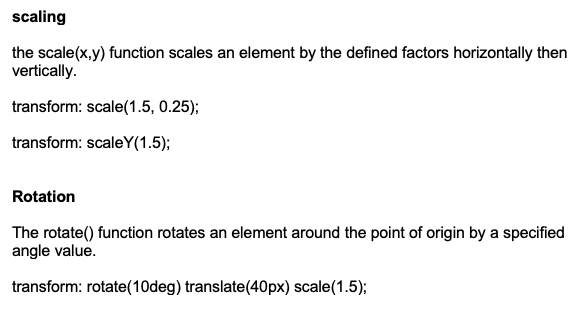 scaling
the scale(x,y) function scales an element by the defined factors horizontally then
vertically.
transform: scale(1.5, 0.25);
transform: scaleY(1.5);
Rotation
The rotate() function rotates an element around the point of origin by a specified
angle value.
transform: rotate(10deg) translate(40px) scale(1.5);